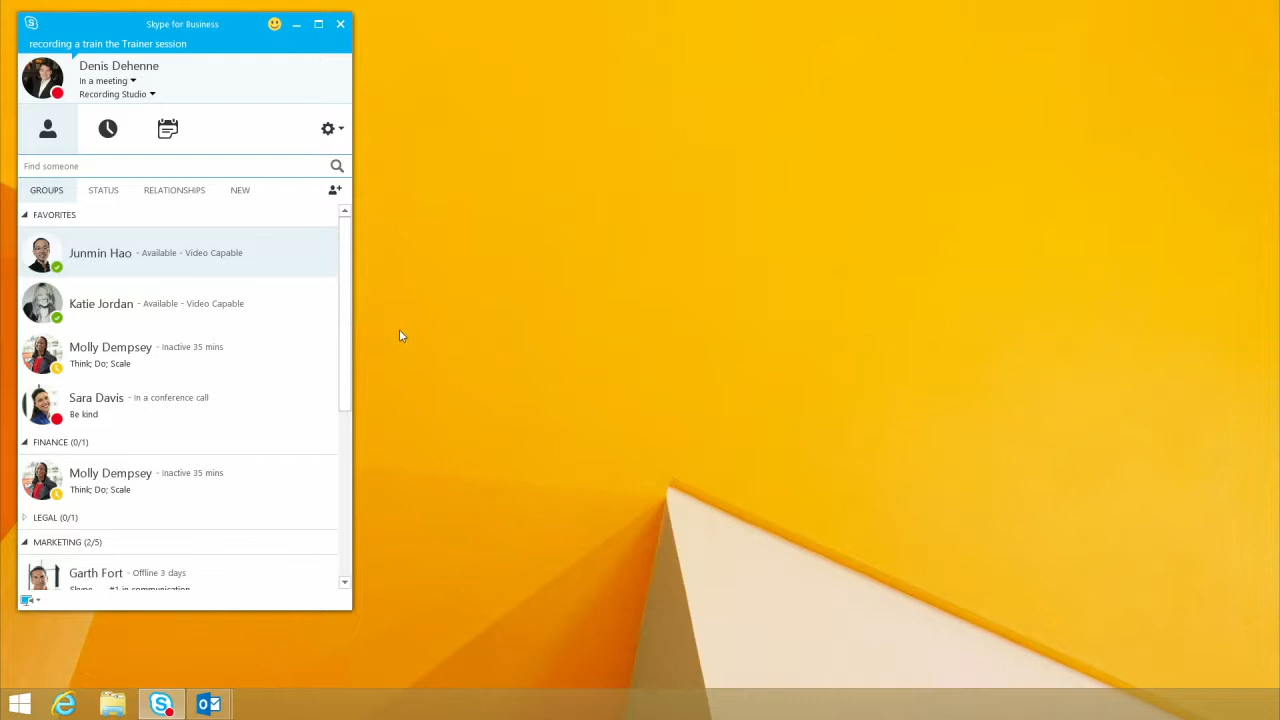 Skype for Business
recording a train the Trainer session
Denis Dehenne
In a meeting
Recording Studio
Find someone
GROUPS STATUS RELATIONSHIPS NEW
FAVORITES
Junmin Hao - Available - Video Capable
Katie Jordan - Available - Video Capable
Molly Dempsey - Inactive 35 mins
Think; Do; Scale
Sara Davis - In a conference call
Be kind
FINANCE (0/1)
Molly Dempsey - Inactive 35 mins
Think; Do; Scale
LEGAL (0/1)
MARKETING (2/5)
Garth Fort - Offline 3 days
#1 in communication